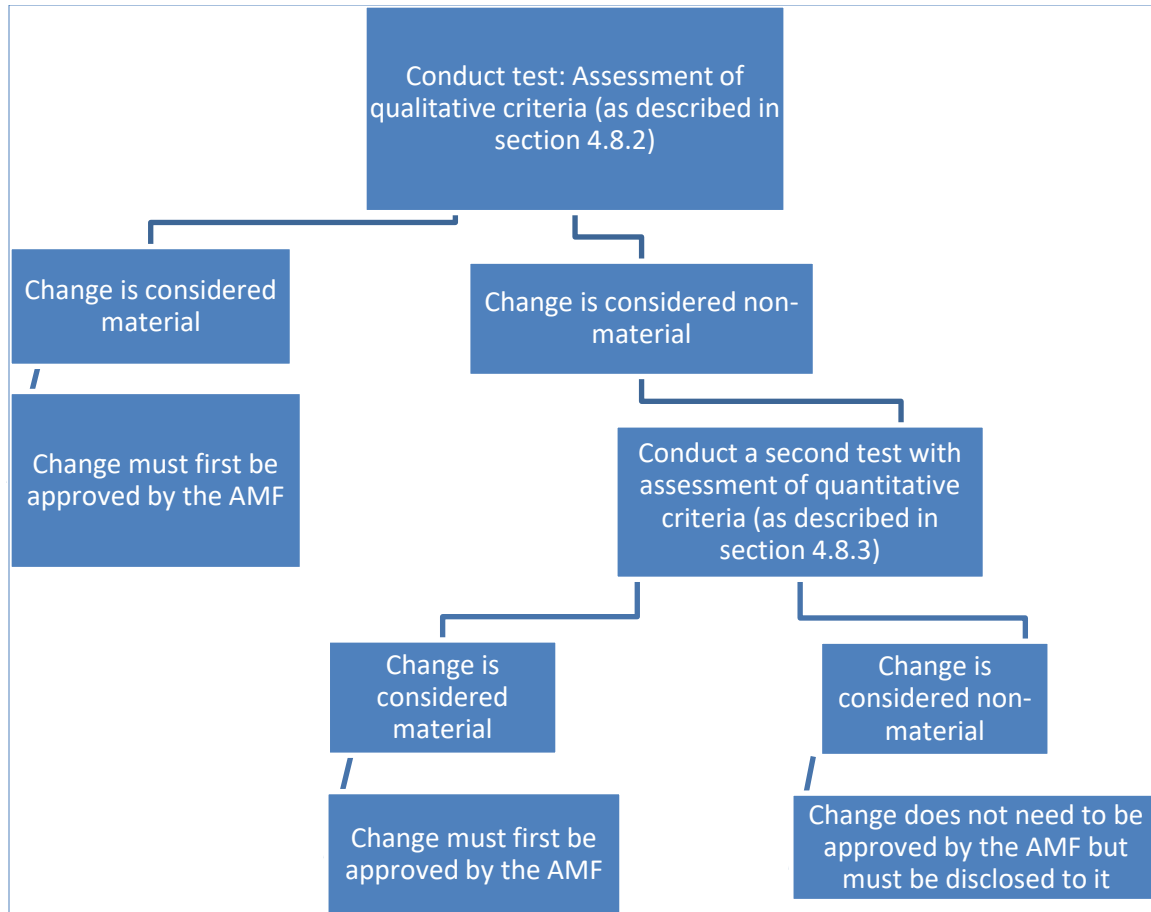 Conduct test: Assessment of
qualitative criteria (as described in
section 4.8.2)
Change is considered
material
Change is considered non-
material
Change must first be
approved by the AMF
Conduct a second test with
assessment of quantitative
criteria (as described in
section 4.8.3)
Change is
considered
material
Change is
considered non-
material
Change must first be
approved by the AMF
Change does not need to be
approved by the AMF but
must be disclosed to it